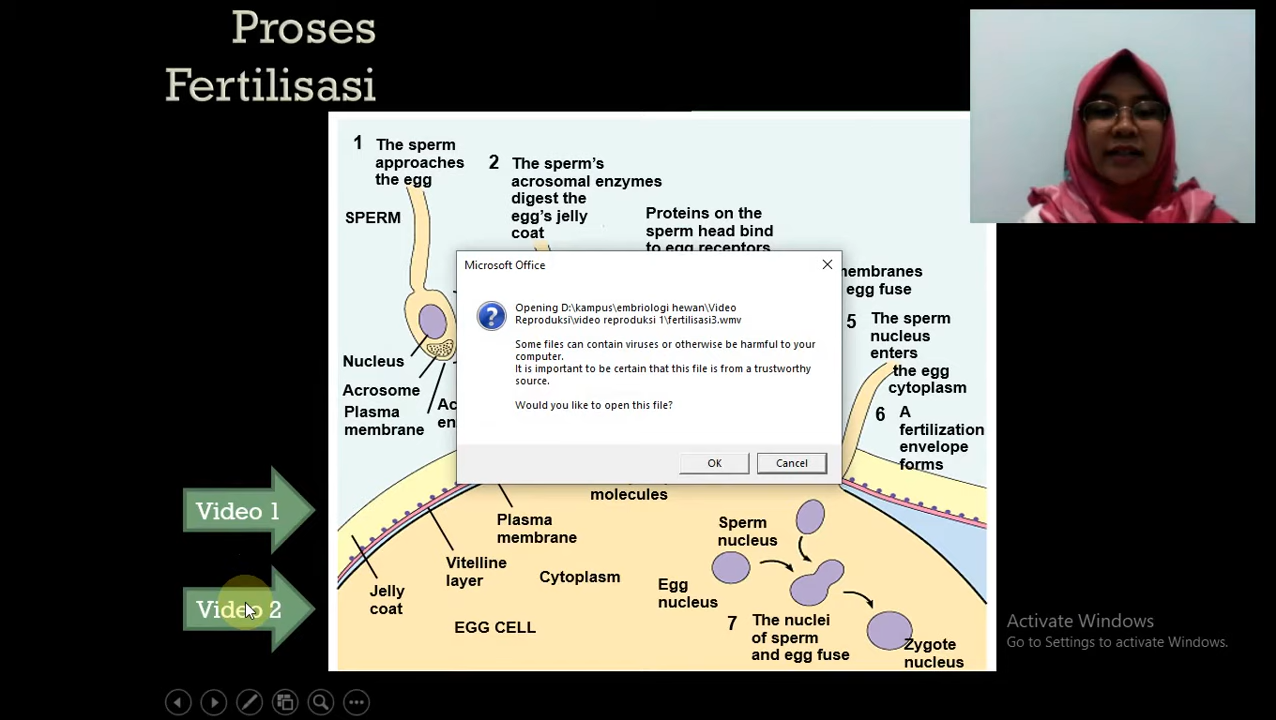 Proses
Fertilisasi
1 The sperm
approaches
the egg
2 The sperm's
acrosomal enzymes
digest the
egg's jelly
coat
Proteins on the
sperm head bind
to egg receptors
SPERM
membranes
egg fuse
5 The sperm
nucleus
enters
the egg
cytoplasm
6 A
fertilization
envelope
forms
Nucleus
Acrosome
Plasma
membrane
Microsoft Office
Opening D:\kampus\embriologi hewan\Video
Reproduksi\video reproduksi 1\fertilisasi3.wmv
Some files can contain viruses or otherwise be harmful to your
computer.
It is important to be certain that this file is from a trustworthy
source.
Would you like to open this file?
OK Cancel
molecules
Plasma
membrane
Vitelline
layer
Cytoplasm
Jelly
coat
EGG CELL
Sperm
nucleus
Egg
nucleus
7 The nuclei
of sperm
and egg fuse
Zygote
nucleus
Video 1
Video 2
Activate Windows
Go to Settings to activate Windows.